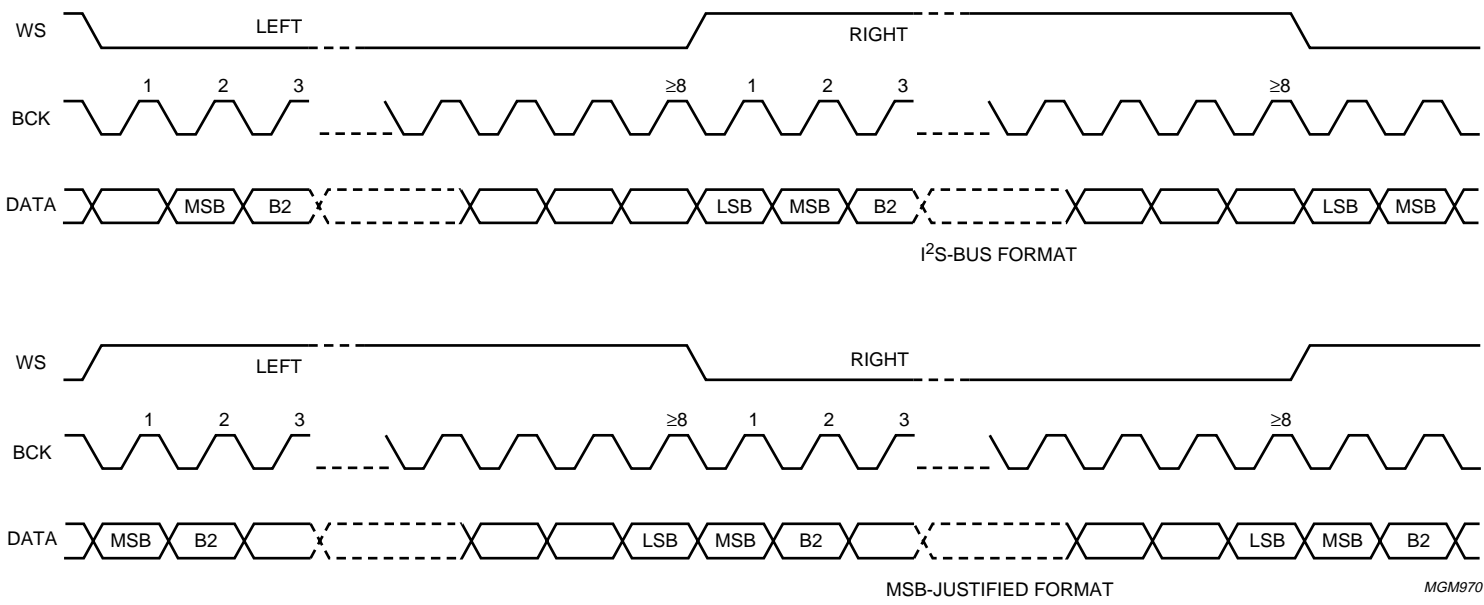 WS LEFT RIGHT
BCK 1 2 3 ≥8 1 2 3 ≥8
DATA MSB B2 LSB MSB B2 LSB MSB
I²S-BUS FORMAT
WS LEFT RIGHT
BCK 1 2 3 ≥8 1 2 3 ≥8
DATA MSB B2 LSB MSB B2 LSB MSB B2
MSB-JUSTIFIED FORMAT
MGM970